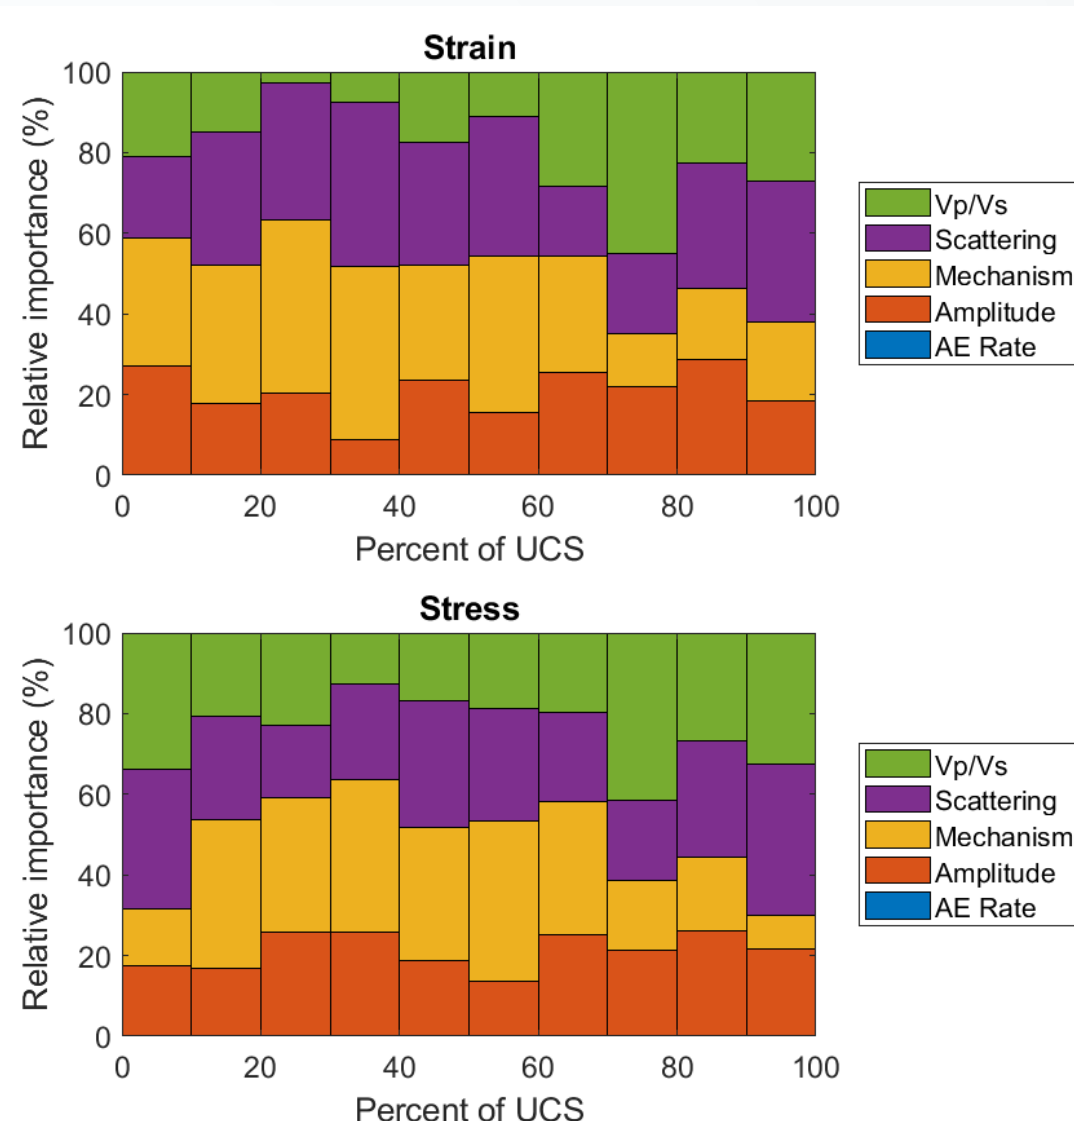 Strain
Relative importance (%)
100
80
60
40
20
0
0 20 40 60 80 100
Percent of UCS
Vp/Vs
Scattering
Mechanism
Amplitude
AE Rate
Stress
Relative importance (%)
100
80
60
40
20
0
0 20 40 60 80 100
Percent of UCS
Vp/Vs
Scattering
Mechanism
Amplitude
AE Rate